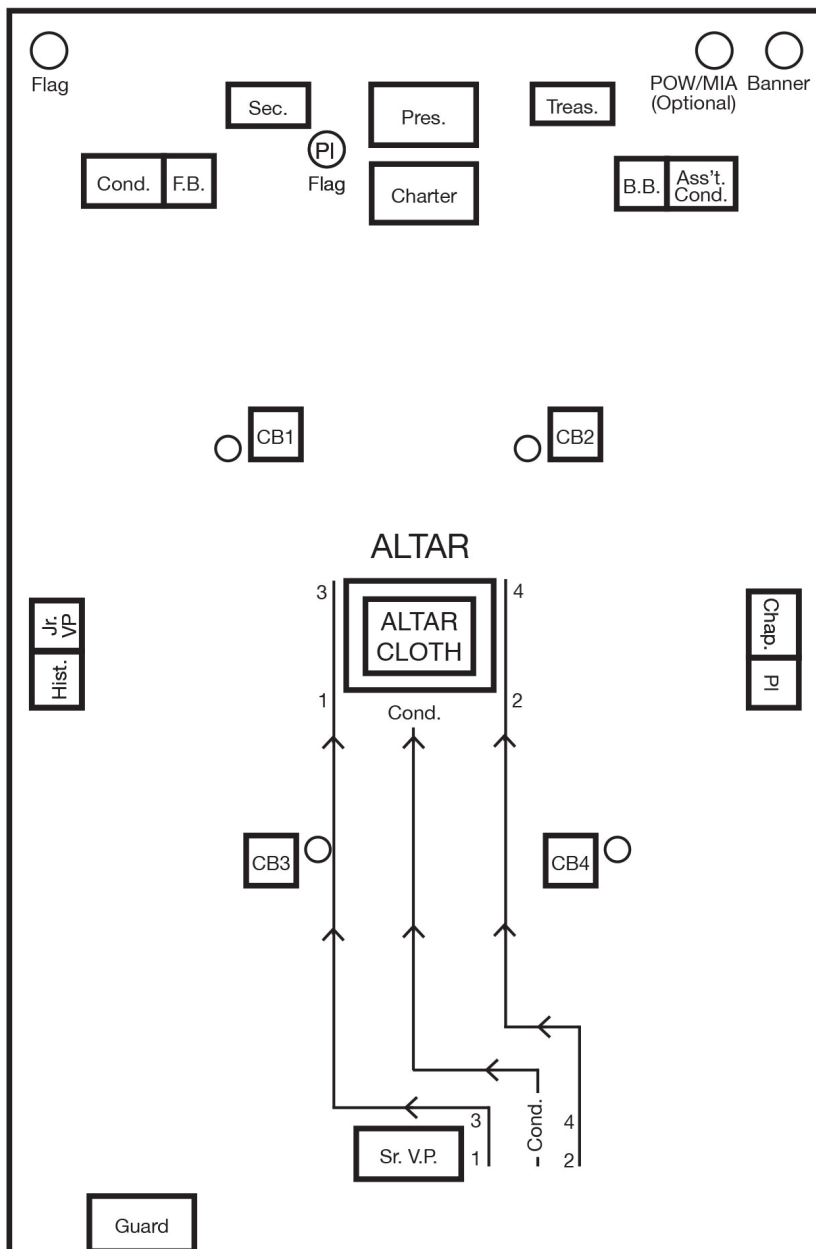 Flag
POW/MIA
(Optional)
Banner
Sec.
Pres.
Treas.
PI
Flag
Cond.
F.B.
Charter
B.B.
Ass't.
Cond.
CB1
CB2
ALTAR
3
4
ALTAR
CLOTH
Jr.
VP
Hist.
Chap.
PI
1
2
Cond.
CB3
CB4
3
4
Cond.
Sr. V.P.
1
2
Guard